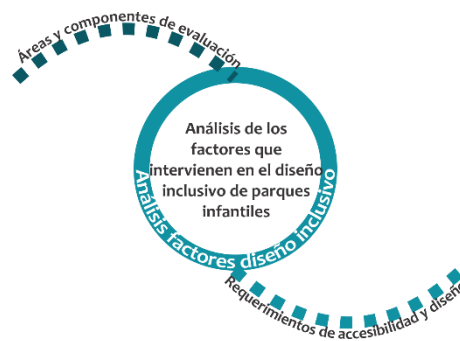 Áreas y componentes de evaluación
Análisis de los
factores que
intervienen en el diseño
inclusivo de parques
infantiles
Análisis factores diseño inclusivo
Requerimientos de accesibilidad y diseño